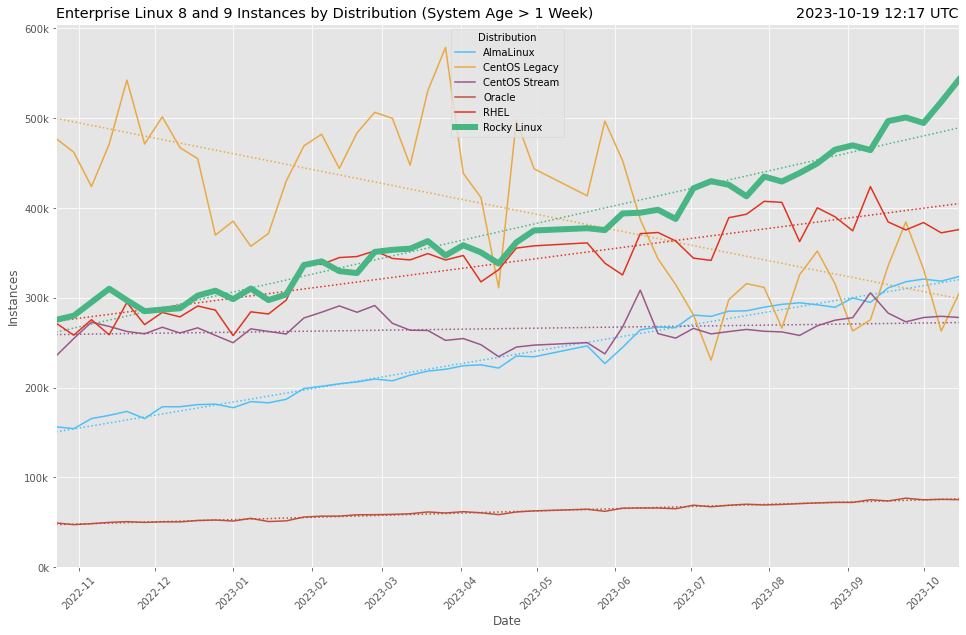 Enterprise Linux 8 and 9 Instances by Distribution (System Age > 1 Week)
2023-10-19 12:17 UTC
Distribution
AlmaLinux
CentOS Legacy
CentOS Stream
Oracle
RHEL
Rocky Linux
Instances
600k
500k
400k
300k
200k
100k
0k
2022-11
2022-12
2023-01
2023-02
2023-03
2023-04
2023-05
2023-06
2023-07
2023-08
2023-09
2023-10
Date